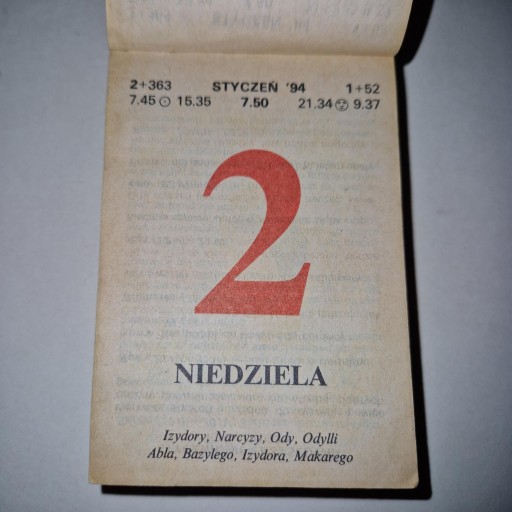 2+363 STYCZEŃ '94 1+52
7.45 15.35 7.50 21.34 9.37
2
NIEDZIELA
Izydory, Narcyzy, Ody, Odylli
Abla, Bazylego, Izydora, Makarego